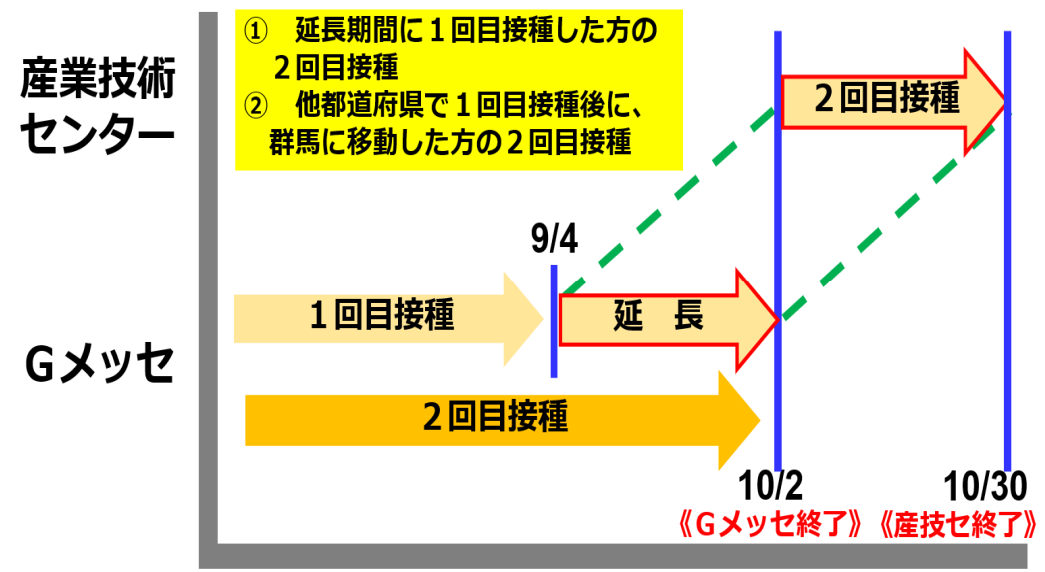 ① 延長期間に１回目接種した方の
２回目接種
② 他都道府県で１回目接種後に、
群馬に移動した方の２回目接種
産業技術
センター
２回目接種
9/4
１回目接種
延 長
Ｇメッセ
２回目接種
10/2
10/30
《Ｇメッセ終了》
《産技セ終了》